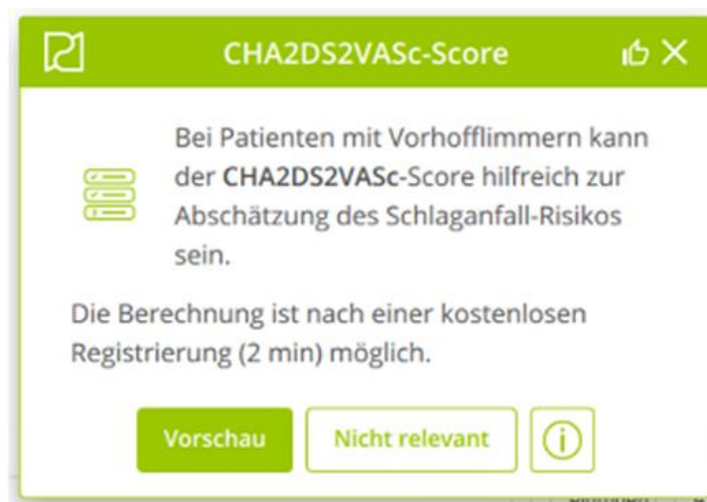 CHA2DS2VASc-Score
Bei Patienten mit Vorhofflimmern kann
der CHA2DS2VASc-Score hilfreich zur
Abschätzung des Schlaganfall-Risikos
sein.
Die Berechnung ist nach einer kostenlosen
Registrierung (2 min) möglich.
Vorschau Nicht relevant